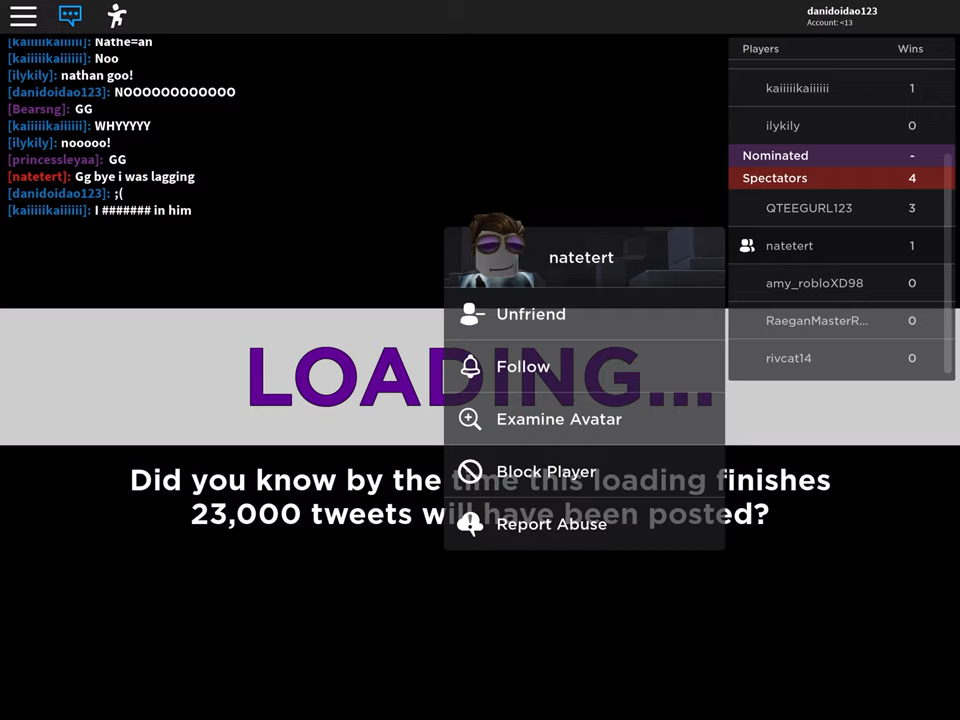 danidoidao123
Account: <13
[kaiiiiikaiiiiii]: Nathe=an
[kaiiiiikaiiiiii]: Noo
[ilykily]: nathan goo!
[danidoidao123]: NOOOOOOOOOOOO
[Bearsng]: GG
[kaiiiiikaiiiiii]: WHYYYYY
[ilykily]: nooooo!
[princessleyaa]: GG
[natetert]: Gg bye i was lagging
[danidoidao123]: ;(
[kaiiiiikaiiiiii]: I ####### in him
Players Wins
kaiiiiikaiiiiii 1
ilykily 0
Nominated -
Spectators 4
QTEEGURL123 3
natetert 1
amy_robloXD98 0
RaeganMasterR... 0
rivcat14 0
natetert
Unfriend
Follow
Examine Avatar
Block Player
Report Abuse
LOADING...
Did you know by the time this loading finishes
23,000 tweets will have been posted?